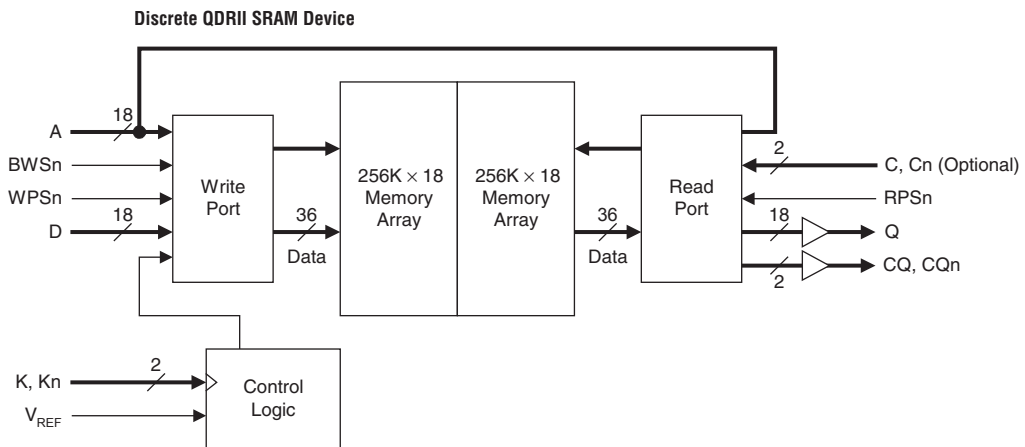 Discrete QDRII SRAM Device
A
18
BWSn
WPSn
D
18
Write
Port
36
Data
256K × 18
Memory
Array
256K × 18
Memory
Array
36
Data
Read
Port
2
C, Cn (Optional)
RPSn
18
Q
2
CQ, CQn
K, Kn
2
VREF
Control
Logic